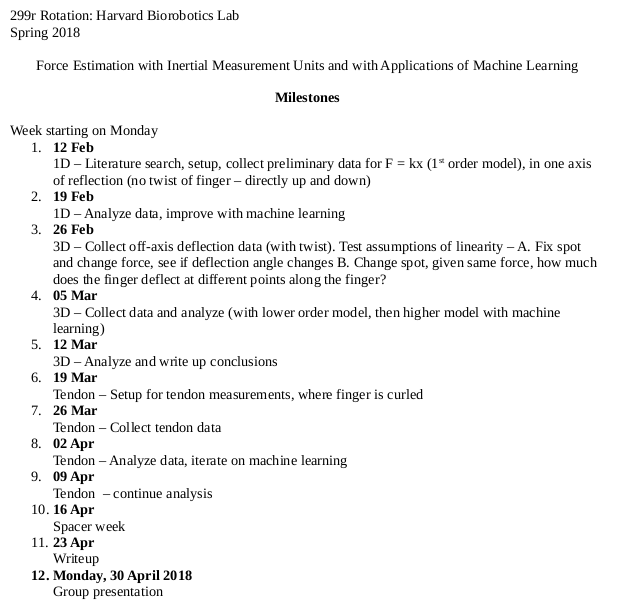 299r Rotation: Harvard Biorobotics Lab
Spring 2018
Force Estimation with Inertial Measurement Units and with Applications of Machine Learning
Milestones
Week starting on Monday
1. 12 Feb
1D – Literature search, setup, collect preliminary data for F = kx (1st order model), in one axis
of reflection (no twist of finger – directly up and down)
2. 19 Feb
1D – Analyze data, improve with machine learning
3. 26 Feb
3D – Collect off-axis deflection data (with twist). Test assumptions of linearity – A. Fix spot
and change force, see if deflection angle changes B. Change spot, given same force, how much
does the finger deflect at different points along the finger?
4. 05 Mar
3D – Collect data and analyze (with lower order model, then higher model with machine
learning)
5. 12 Mar
3D – Analyze and write up conclusions
6. 19 Mar
Tendon – Setup for tendon measurements, where finger is curled
7. 26 Mar
Tendon – Collect tendon data
8. 02 Apr
Tendon – Analyze data, iterate on machine learning
9. 09 Apr
Tendon – continue analysis
10. 16 Apr
Spacer week
11. 23 Apr
Writeup
12. Monday, 30 April 2018
Group presentation